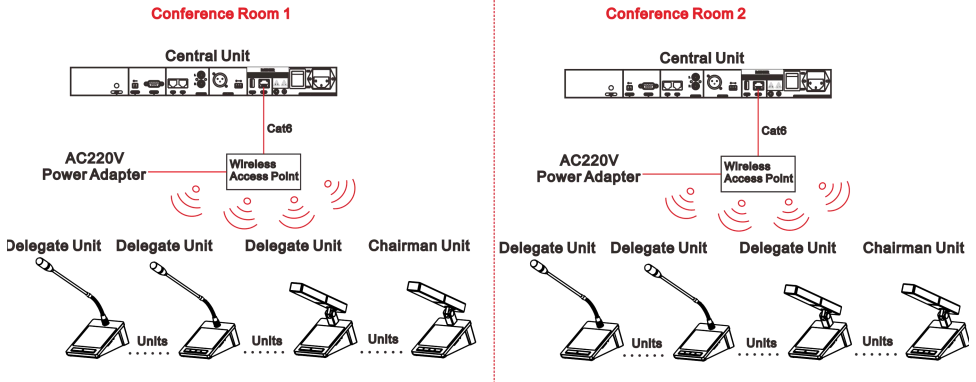 Conference Room 1
Central Unit
Cat6
AC220V
Power Adapter
Wireless
Access Point
Delegate Unit Delegate Unit Delegate Unit Chairman Unit
Units Units Units
Conference Room 2
Central Unit
Cat6
AC220V
Power Adapter
Wireless
Access Point
Delegate Unit Delegate Unit Delegate Unit Chairman Unit
Units Units Units